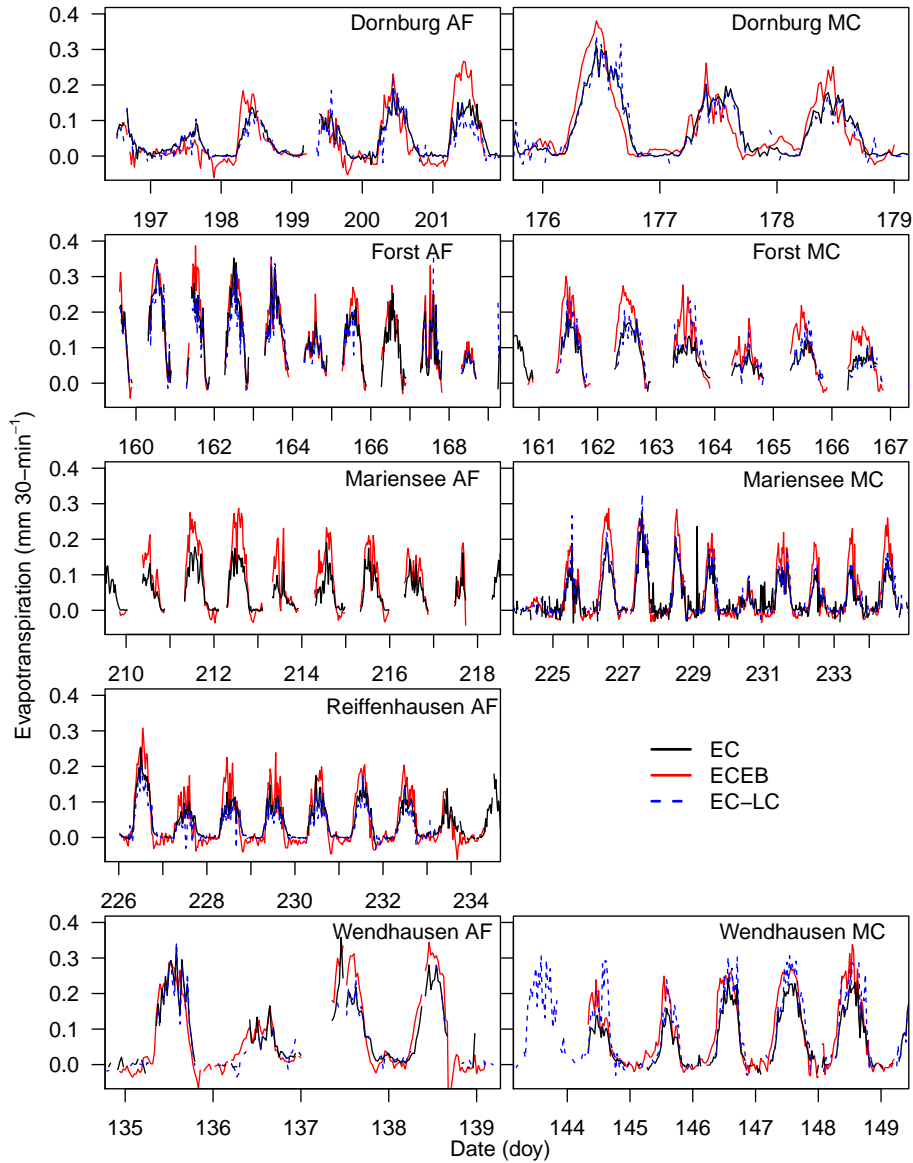 Dornburg AF
Dornburg MC
0.4
0.3
0.2
0.1
0.0
197 198 199 200 201
176 177 178 179
Forst AF
Forst MC
0.4
0.3
0.2
0.1
0.0
160 162 164 166 168
161 162 163 164 165 166 167
Mariensee AF
Mariensee MC
0.4
0.3
0.2
0.1
0.0
210 212 214 216 218
225 227 229 231 233
Reiffenhausen AF
0.4
0.3
0.2
0.1
0.0
226 228 230 232 234
EC
ECEB
EC−LC
Wendhausen AF
Wendhausen MC
0.4
0.3
0.2
0.1
0.0
135 136 137 138 139
144 145 146 147 148 149
Evapotranspiration (mm 30−min−1)
Date (doy)